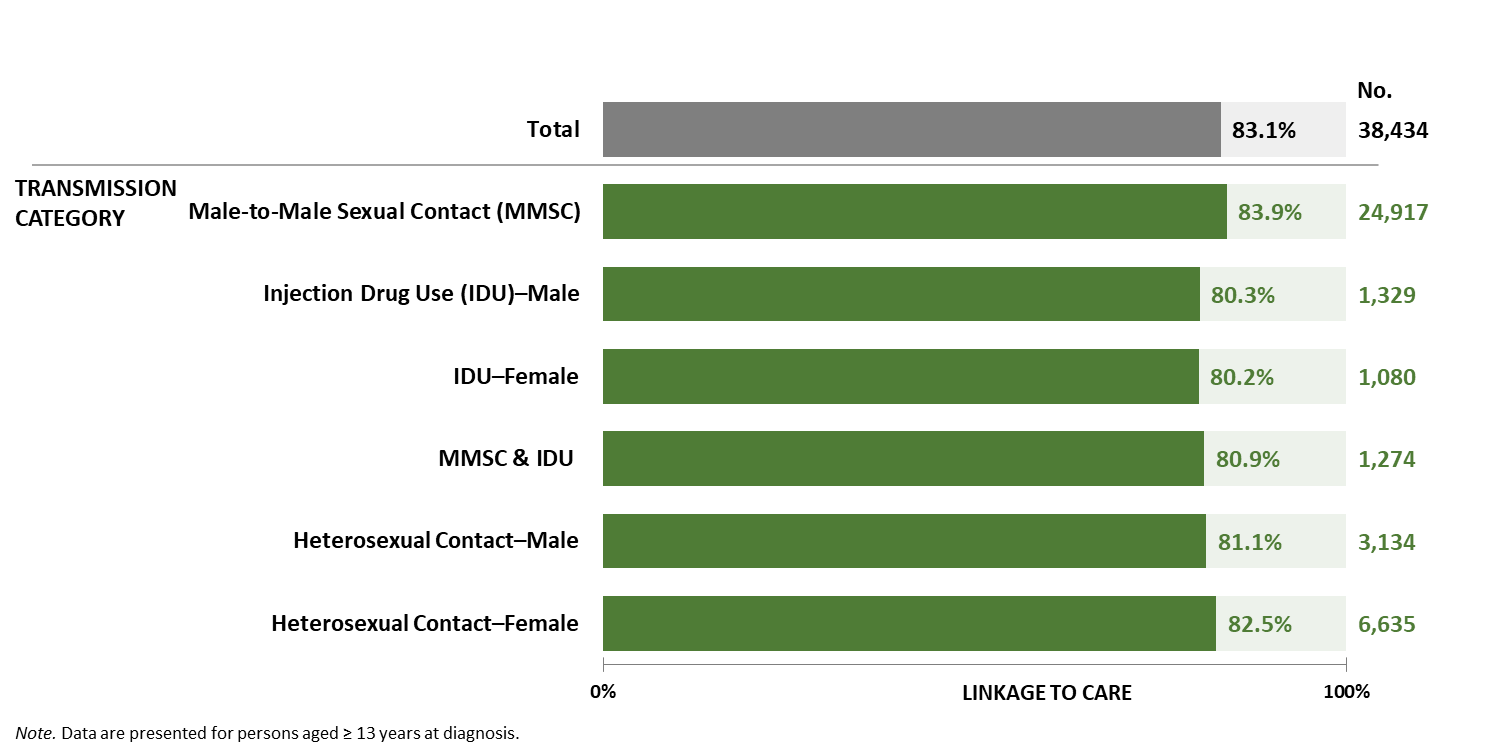 No.
Total 83.1% 38,434
TRANSMISSION
CATEGORY
Male-to-Male Sexual Contact (MMSC) 83.9% 24,917
Injection Drug Use (IDU)–Male 80.3% 1,329
IDU–Female 80.2% 1,080
MMSC & IDU 80.9% 1,274
Heterosexual Contact–Male 81.1% 3,134
Heterosexual Contact–Female 82.5% 6,635
0% LINKAGE TO CARE 100%
Note. Data are presented for persons aged ≥ 13 years at diagnosis.